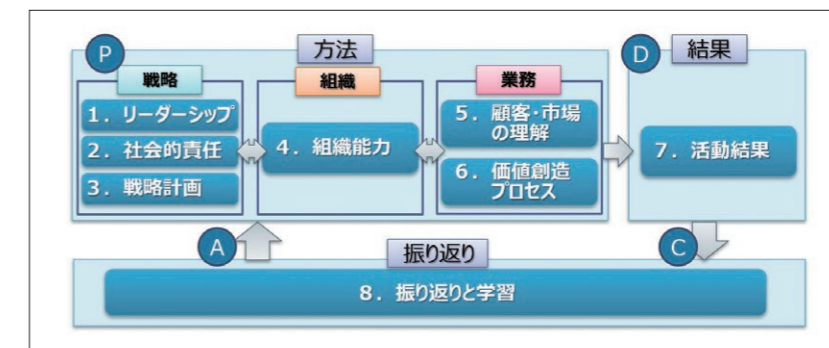 P
方法
D
結果
戦略
組織
業務
1．リーダーシップ
2．社会的責任
3．戦略計画
4．組織能力
5．顧客・市場
の理解
6．価値創造
プロセス
7．活動結果
A
振り返り
C
8．振り返りと学習